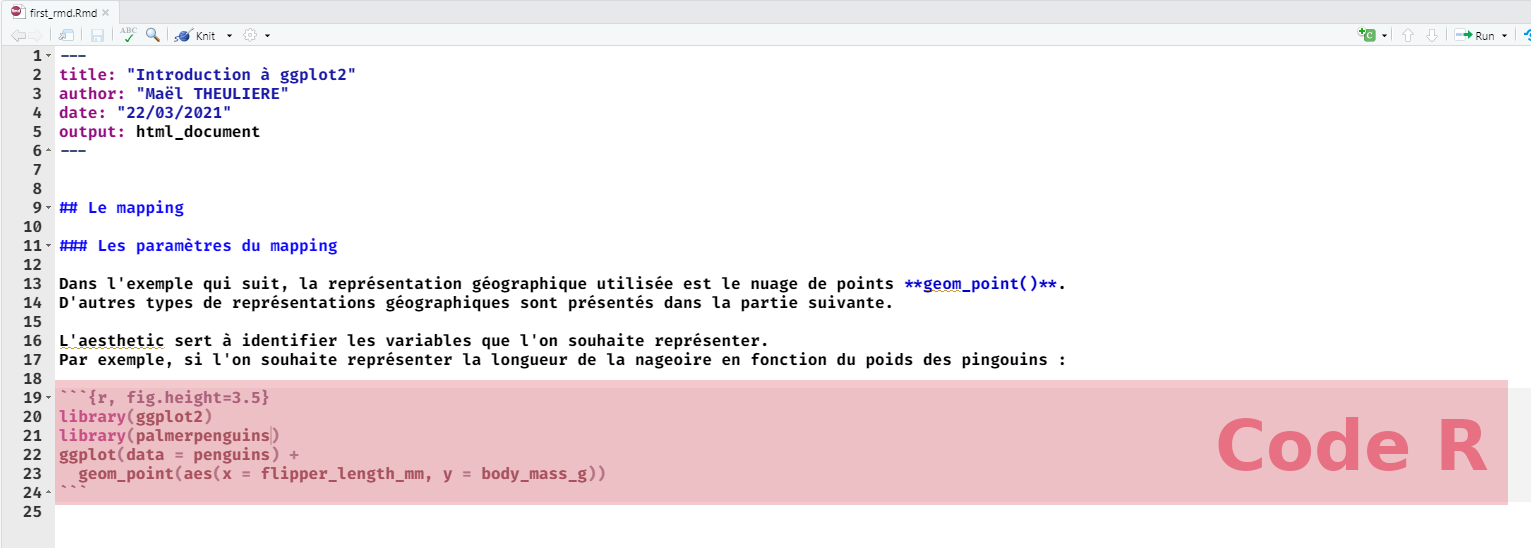 first_rmd.Rmd ×
ABC Knit Run
1 ---
2 title: "Introduction à ggplot2"
3 author: "Maël THEULIERE"
4 date: "22/03/2021"
5 output: html_document
6 ---
7
8
9 ## Le mapping
10
11 ### Les paramètres du mapping
12
13 Dans l'exemple qui suit, la représentation géographique utilisée est le nuage de points **geom_point()**.
14 D'autres types de représentations géographiques sont présentés dans la partie suivante.
15
16 L'aesthetic sert à identifier les variables que l'on souhaite représenter.
17 Par exemple, si l'on souhaite représenter la longueur de la nageoire en fonction du poids des pingouins :
18
19 ```{r, fig.height=3.5}
20 library(ggplot2)
21 library(palmerpenguins)
22 ggplot(data = penguins) +
23   geom_point(aes(x = flipper_length_mm, y = body_mass_g))
24 ```
25
Code R